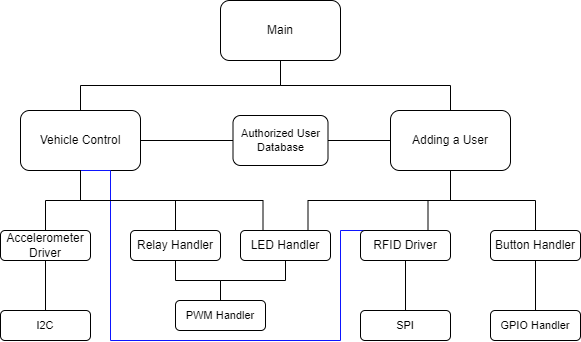 Main
Vehicle Control
Authorized User
Database
Adding a User
Accelerometer
Driver
Relay Handler
LED Handler
RFID Driver
Button Handler
I2C
PWM Handler
SPI
GPIO Handler